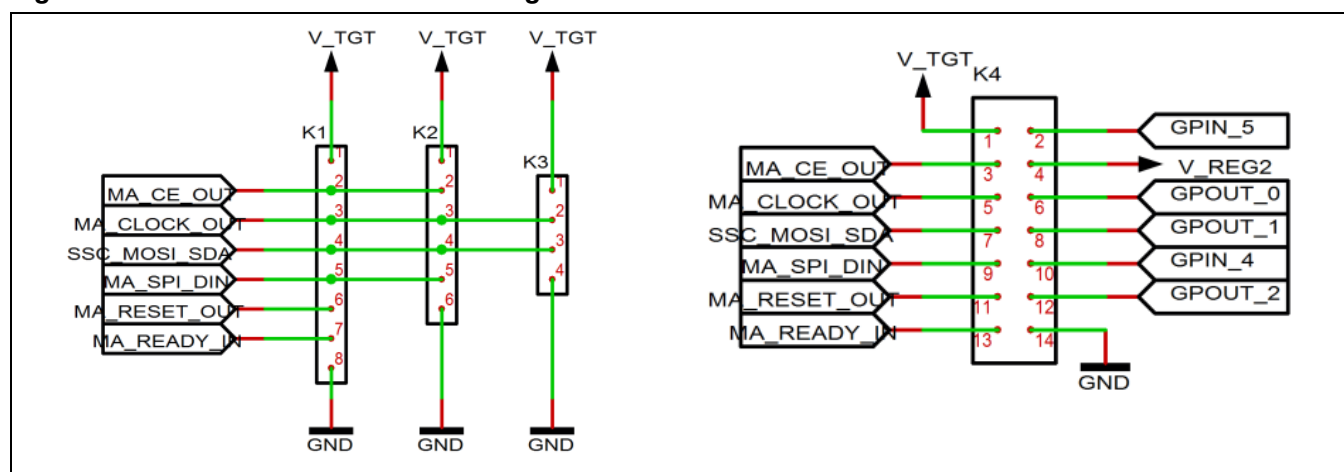 V_TGT V_TGT V_TGT
K1 K2 K3
1 2 3 4 5 6 7 8
1 2 3 4 5 6
1 2 3 4
MA_CE_OUT
MA_CLOCK_OUT
SSC_MOSI_SDA
MA_SPI_DIN
MA_RESET_OUT
MA_READY_IN
GND GND GND
V_TGT K4
1 2 GPIN_5
MA_CE_OUT 3 4 V_REG2
MA_CLOCK_OUT 5 6 GPOUT_0
SSC_MOSI_SDA 7 8 GPOUT_1
MA_SPI_DIN 9 10 GPIN_4
MA_RESET_OUT 11 12 GPOUT_2
MA_READY_IN 13 14
GND